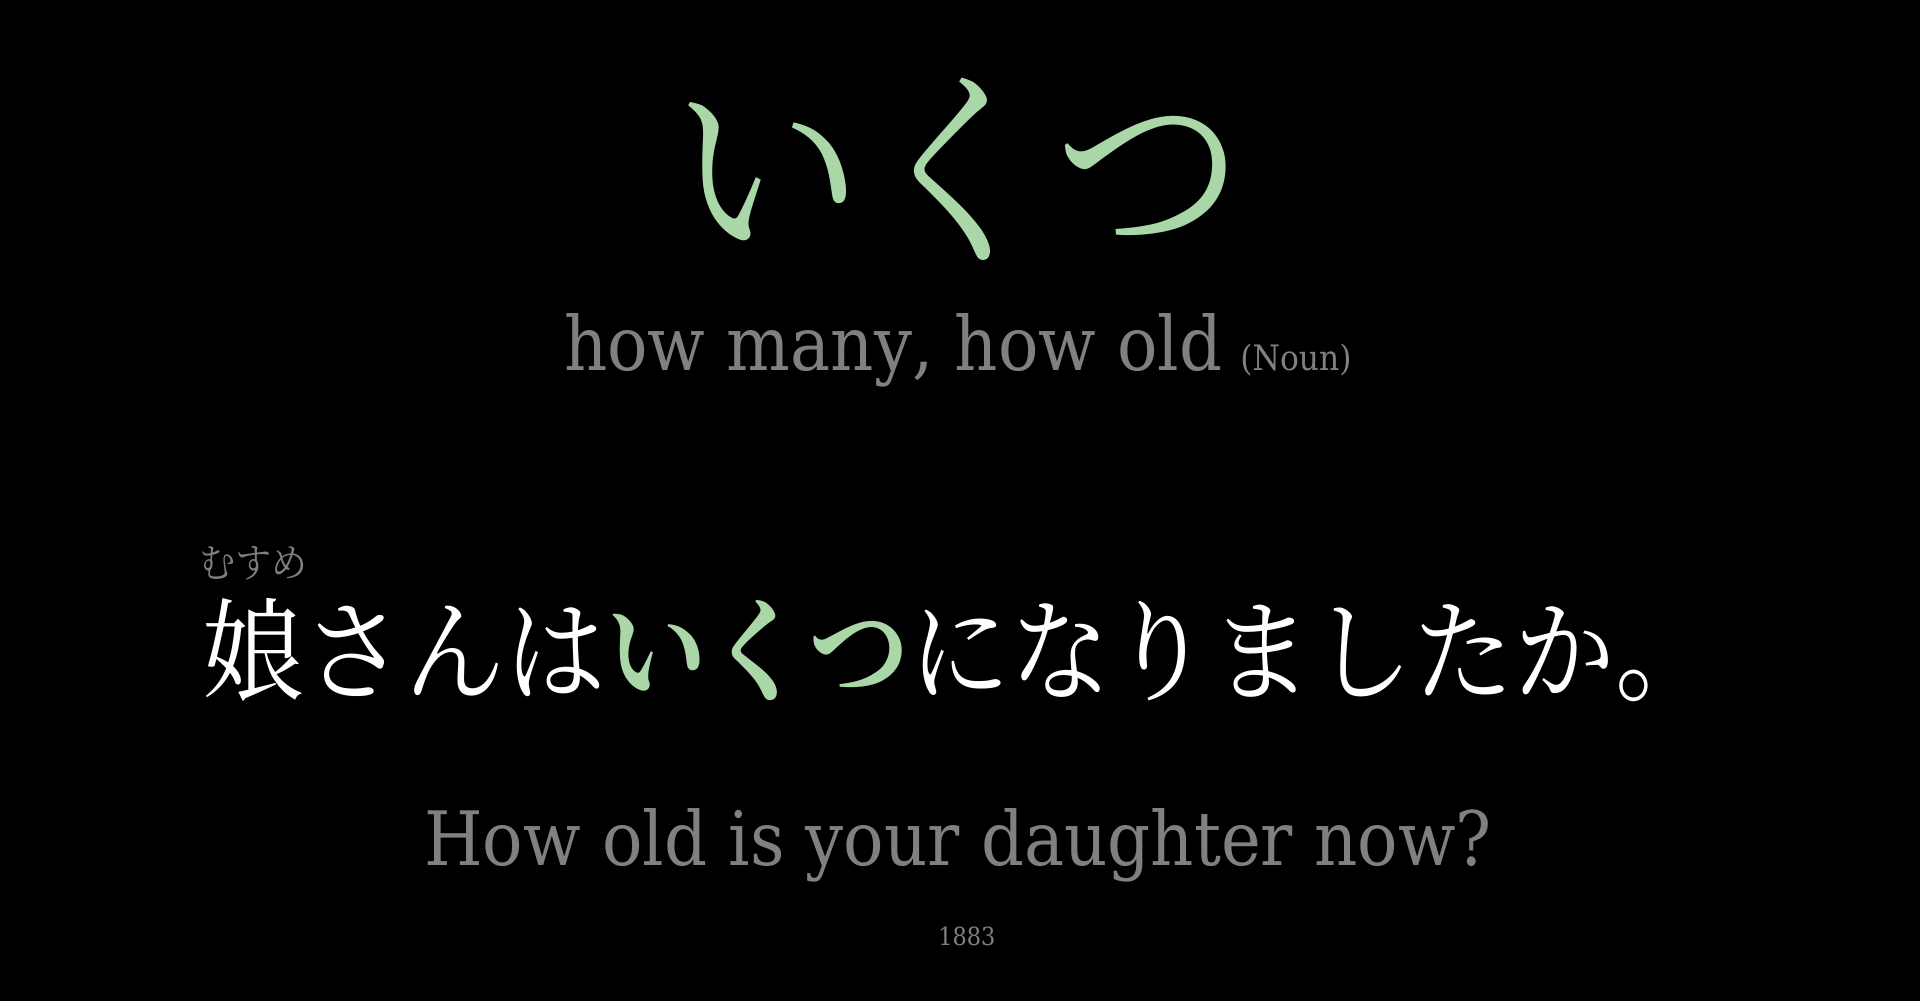 いくつ
how many, how old (Noun)
むすめ
娘さんはいくつになりましたか。
How old is your daughter now?
1883